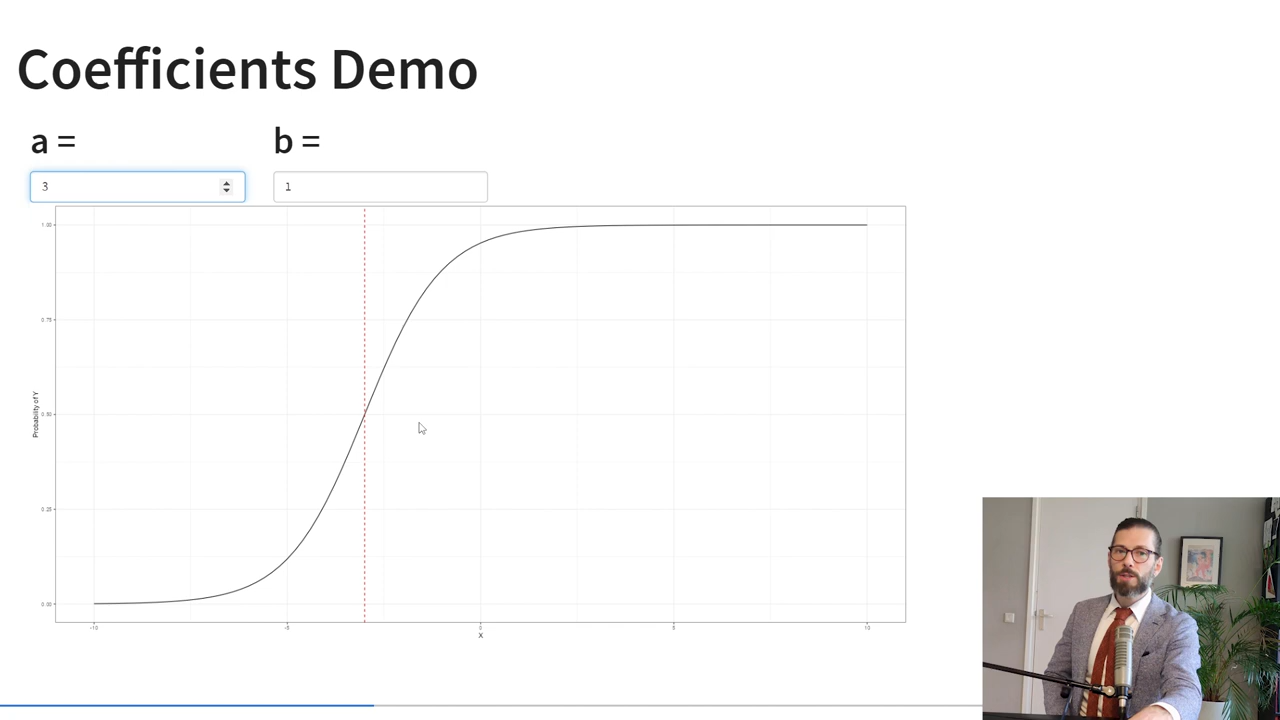 Coefficients Demo
a =
b =
3
1
1.00
0.75
0.50
0.25
0.00
Probability of Y
-10
-5
0
5
10
X